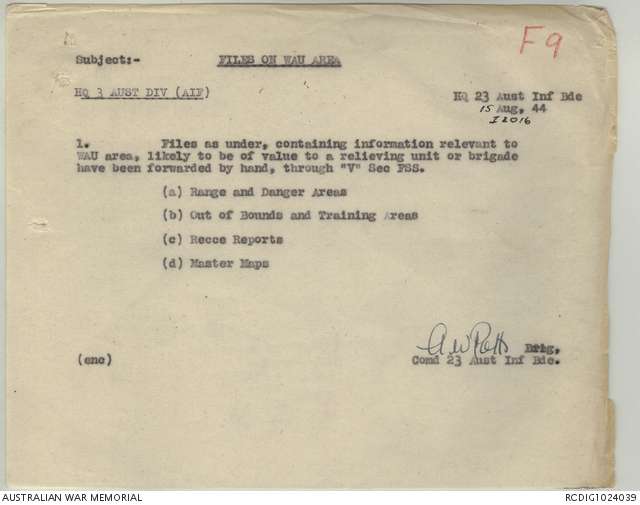 F9
Subject:- FILES ON WAU AREA
HQ 3 AUST DIV (AIF)
HQ 23 Aust Inf Bde
15 Aug, 44
I2016
1. Files as under, containing information relevant to
WAU area, likely to be of value to a relieving unit or brigade
have been forwarded by hand, through "V" Sec FSS.
(a) Range and Danger Areas
(b) Out of Bounds and Training Areas
(c) Recce Reports
(d) Master Maps
A W Potts Brig,
(enc) Comd 23 Aust Inf Bde.
AUSTRALIAN WAR MEMORIAL RCDIG1024039